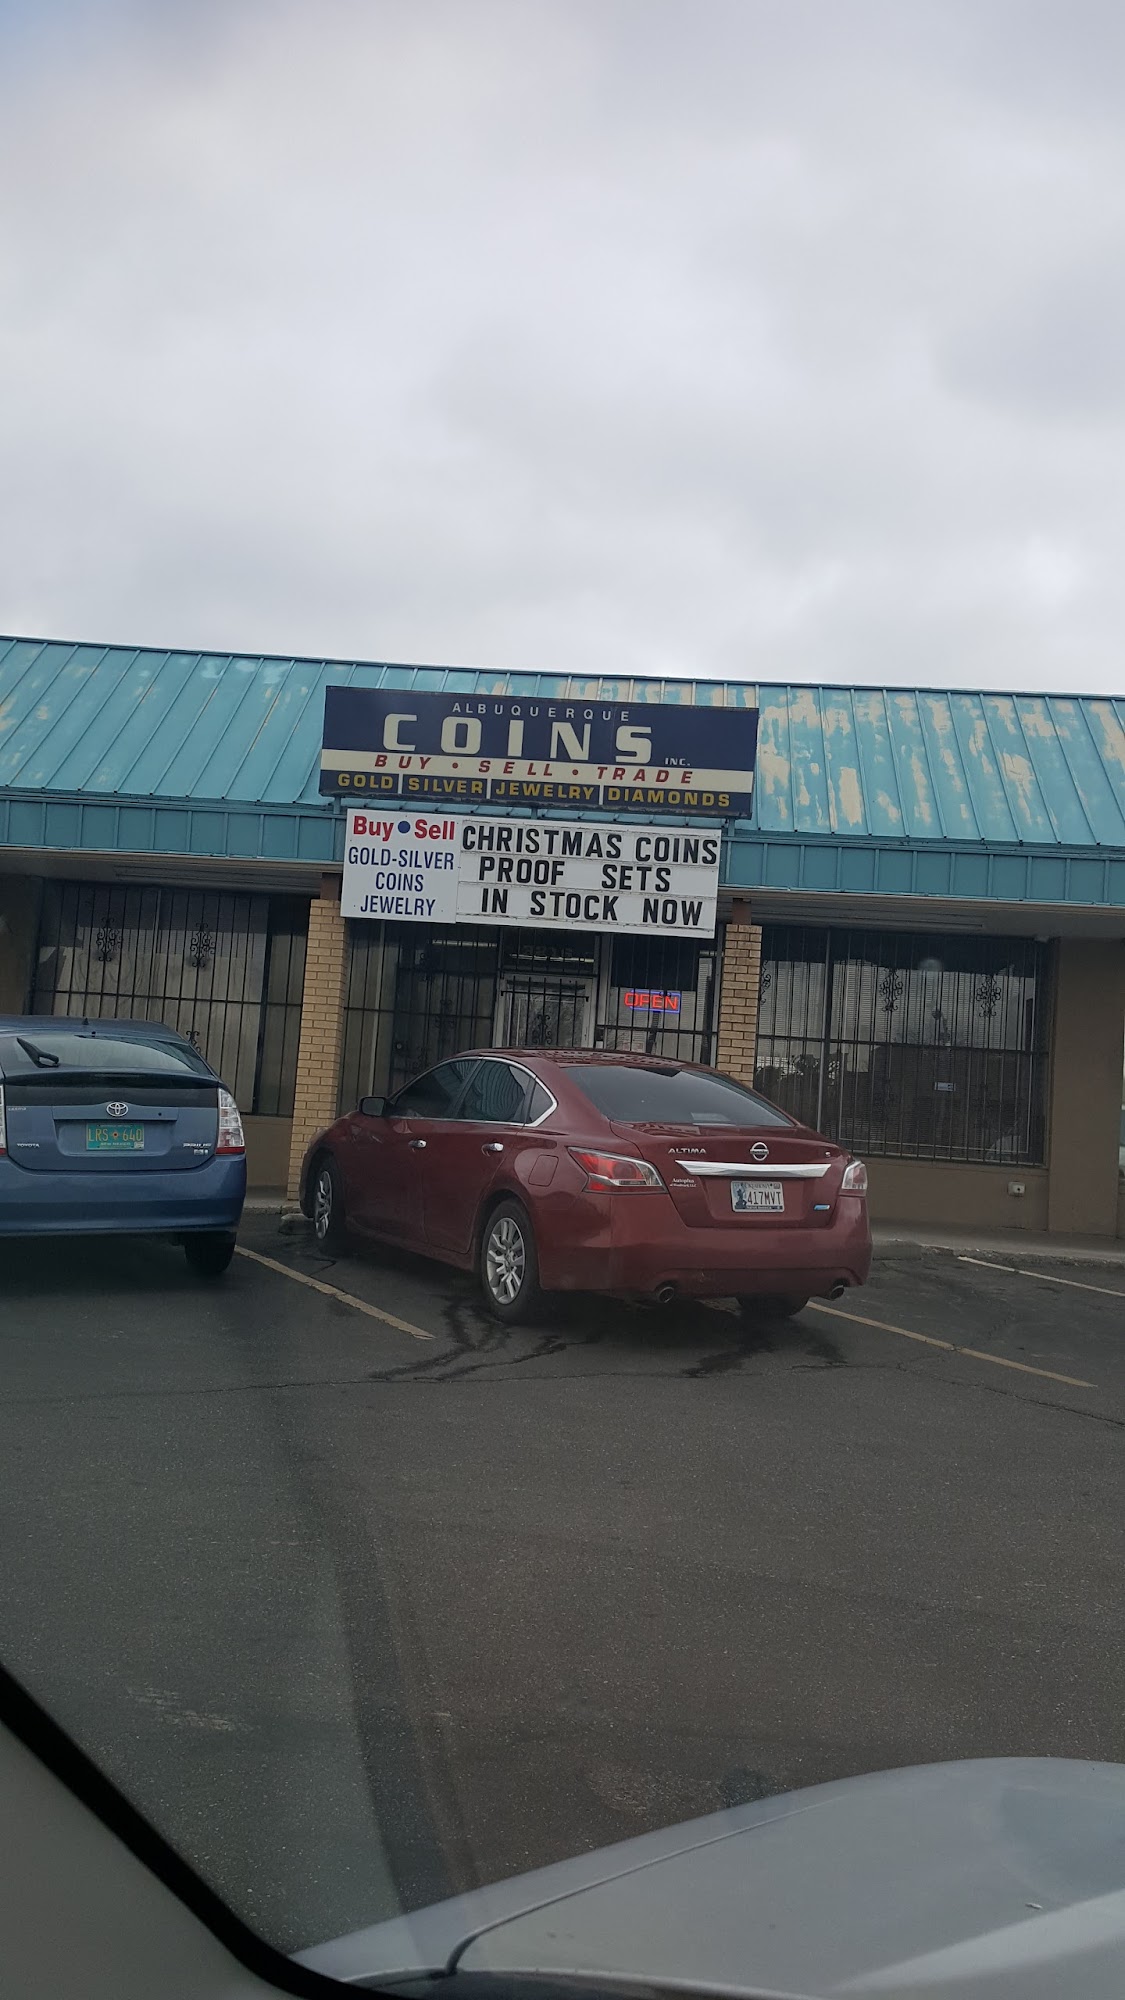 ALBUQUERQUE
COINS INC.
BUY • SELL • TRADE
GOLD | SILVER | JEWELRY | DIAMONDS
Buy • Sell
GOLD-SILVER
COINS
JEWELRY
CHRISTMAS COINS
PROOF SETS
IN STOCK NOW
OPEN
TOYOTA
LRS 640
ALTIMA
S
417MVT